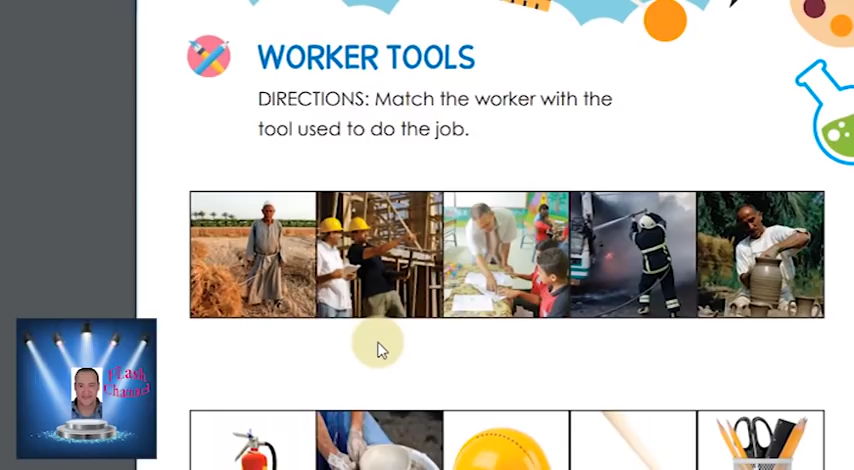 WORKER TOOLS
DIRECTIONS: Match the worker with the
tool used to do the job.
Flash
Channel